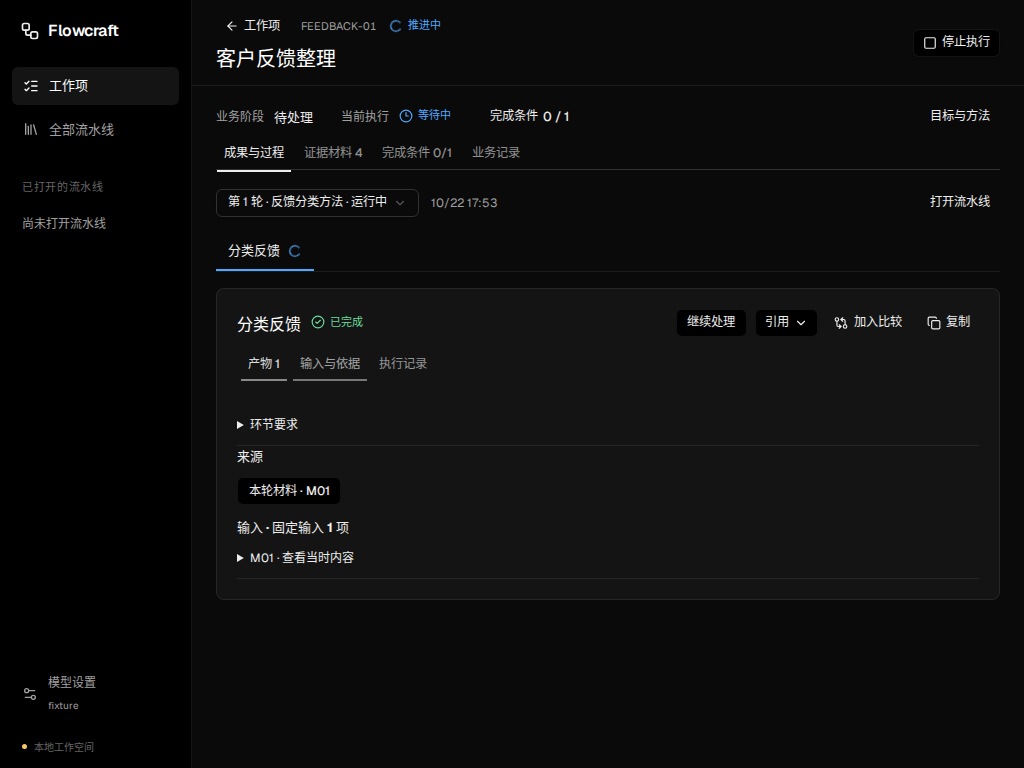 Flowcraft
工作项
全部流水线
已打开的流水线
尚未打开流水线
模型设置
fixture
本地工作空间
工作项 FEEDBACK-01 推进中
客户反馈整理
停止执行
业务阶段 待处理 当前执行 等待中 完成条件 0 / 1 目标与方法
成果与过程 证据材料 4 完成条件 0/1 业务记录
第 1 轮 · 反馈分类方法 · 运行中 10/22 17:53 打开流水线
分类反馈
分类反馈 已完成 继续处理 引用 加入比较 复制
产物 1 输入与依据 执行记录
环节要求
来源
本轮材料 · M01
输入 · 固定输入 1 项
M01 · 查看当时内容